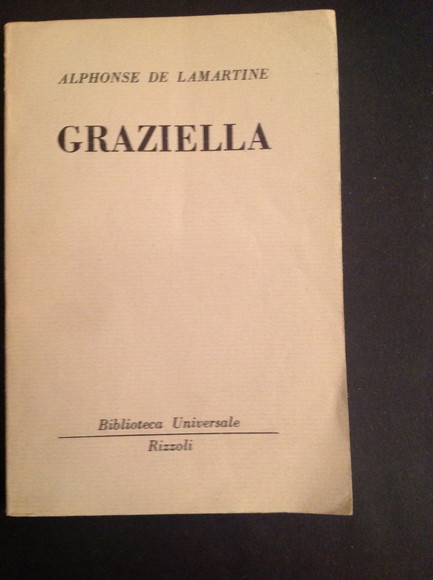 ALPHONSE DE LAMARTINE
GRAZIELLA
Biblioteca Universale
Rizzoli